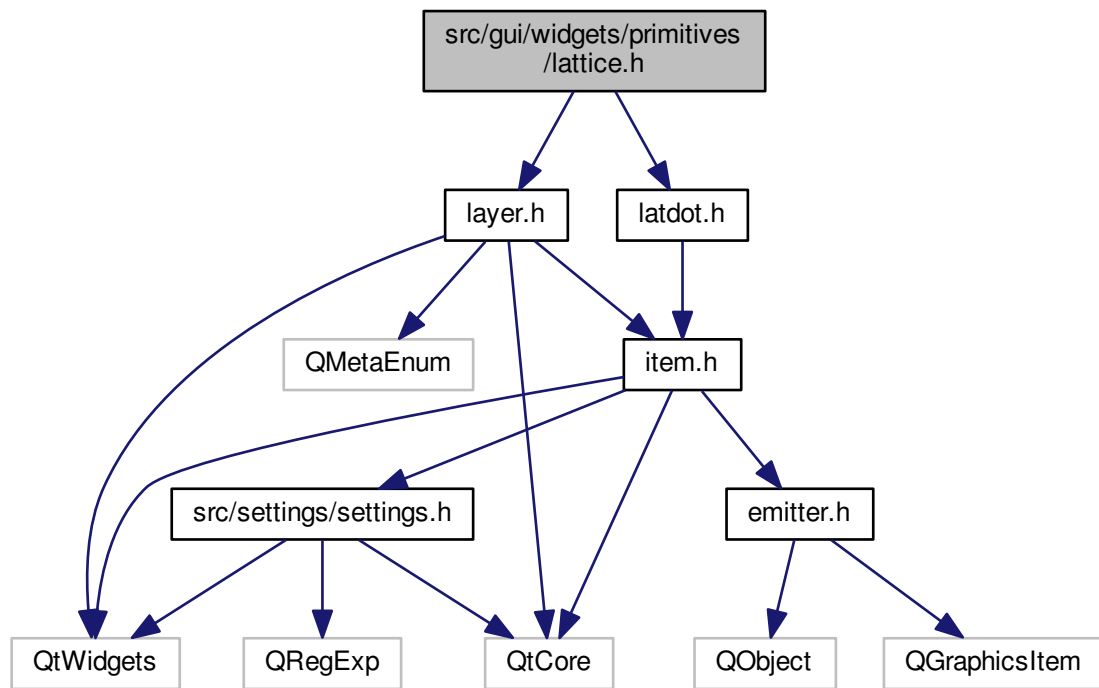 src/gui/widgets/primitives
/lattice.h
layer.h
latdot.h
QMetaEnum
item.h
src/settings/settings.h
emitter.h
QtWidgets
QRegExp
QtCore
QObject
QGraphicsItem